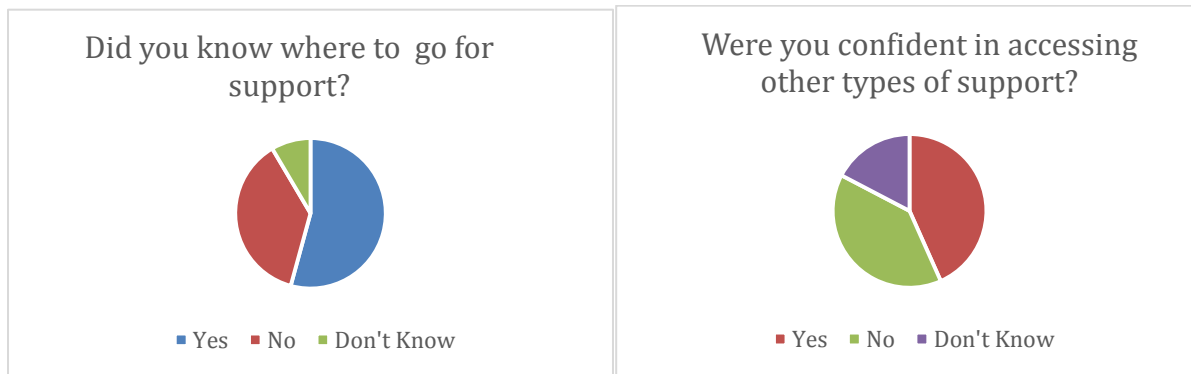 Did you know where to  go for
support?
Yes No Don't Know
Were you confident in accessing
other types of support?
Yes No Don't Know